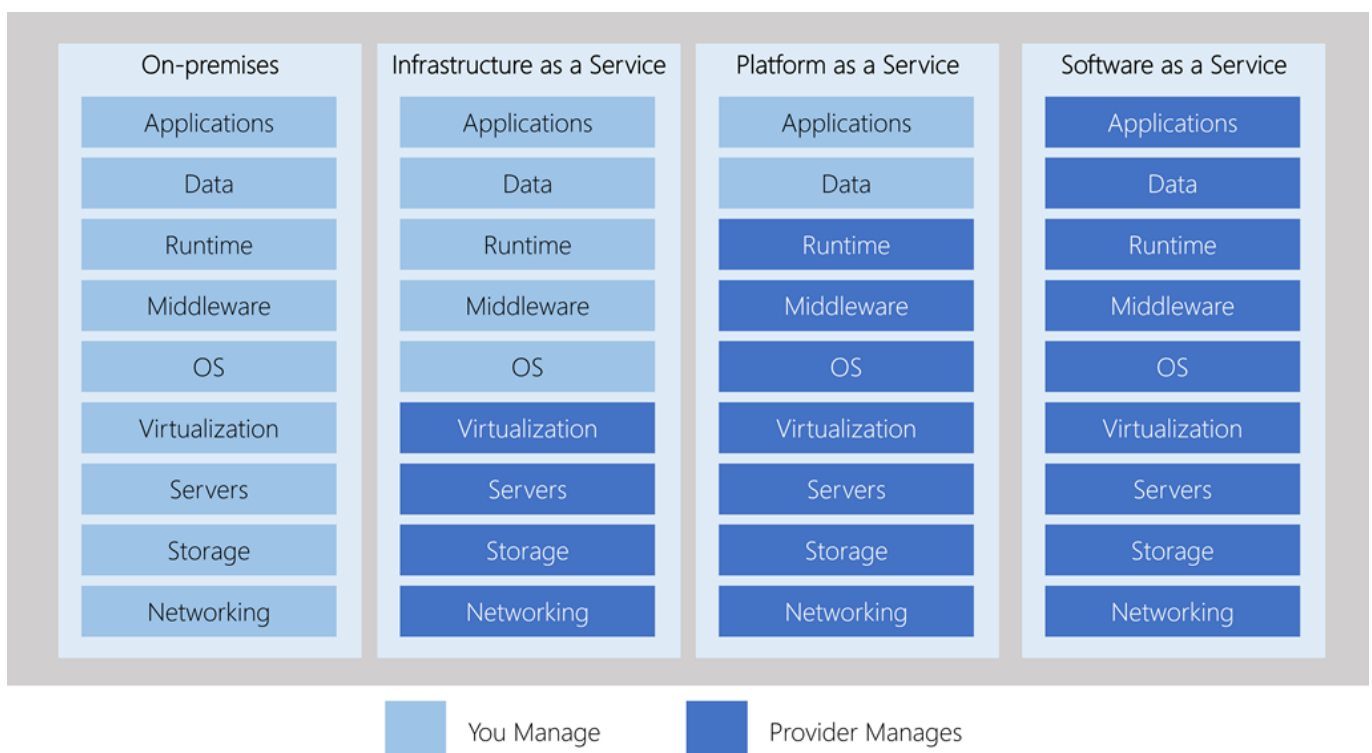 On-premises
Applications
Data
Runtime
Middleware
OS
Virtualization
Servers
Storage
Networking
Infrastructure as a Service
Applications
Data
Runtime
Middleware
OS
Virtualization
Servers
Storage
Networking
Platform as a Service
Applications
Data
Runtime
Middleware
OS
Virtualization
Servers
Storage
Networking
Software as a Service
Applications
Data
Runtime
Middleware
OS
Virtualization
Servers
Storage
Networking
You Manage
Provider Manages